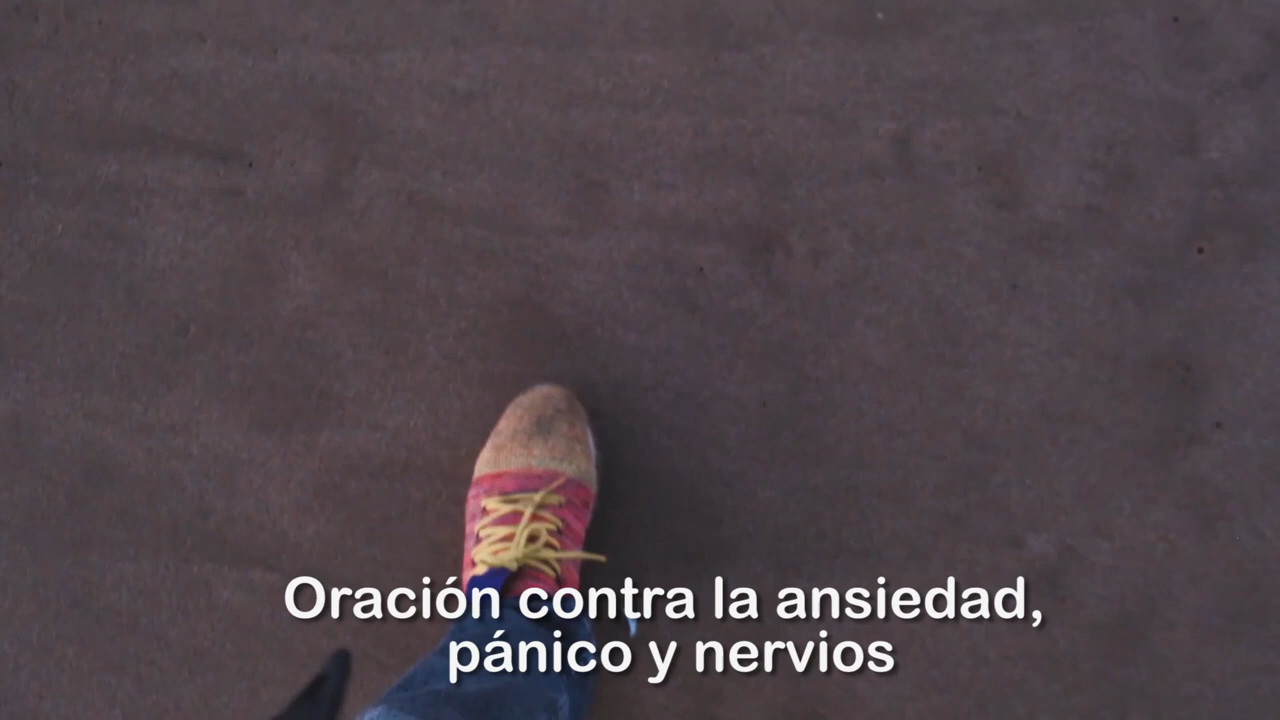 Oración contra la ansiedad,
pánico y nervios